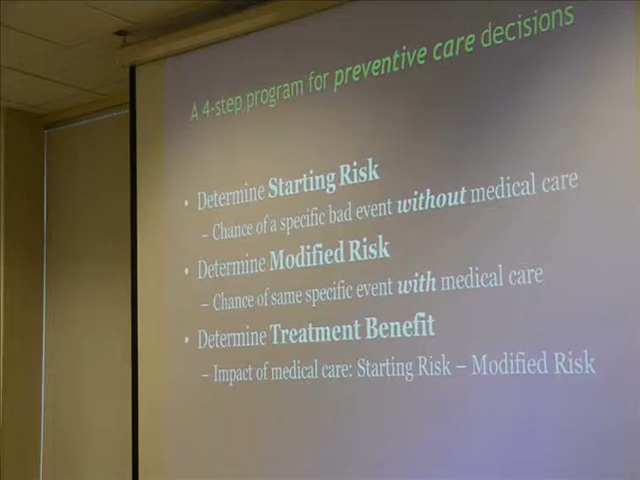 A 4-step program for preventive care decisions
• Determine Starting Risk
– Chance of a specific bad event without medical care
• Determine Modified Risk
– Chance of same specific event with medical care
• Determine Treatment Benefit
– Impact of medical care: Starting Risk – Modified Risk